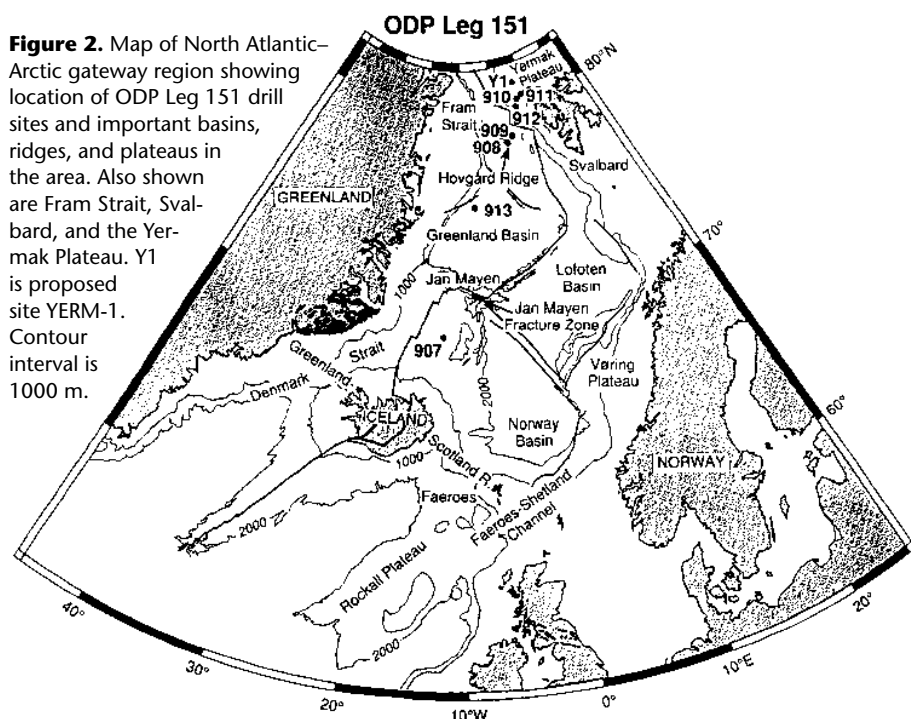 ODP Leg 151
Figure 2. Map of North Atlantic–
Arctic gateway region showing
location of ODP Leg 151 drill
sites and important basins,
ridges, and plateaus in
the area. Also shown
are Fram Strait, Sval-
bard, and the Yer-
mak Plateau. Y1
is proposed
site YERM-1.
Contour
interval is
1000 m.
80°N
Yermak
Plateau
Y1
910
911
912
Fram
Strait
909
908
Svalbard
Hovgard Ridge
GREENLAND
913
Greenland Basin
70°
Jan Mayen
Lofoten
Basin
1000
Jan Mayen
Fracture Zone
907
Greenland
Strait
Denmark
Vøring
Plateau
2000
60°
ICELAND
Norway
Basin
Scotland R.
1000
NORWAY
Faeroes
Faeroes-Shetland
Channel
2000
Rockall Plateau
2000
40°
30°
20°
10°W
0°
10°E
20°